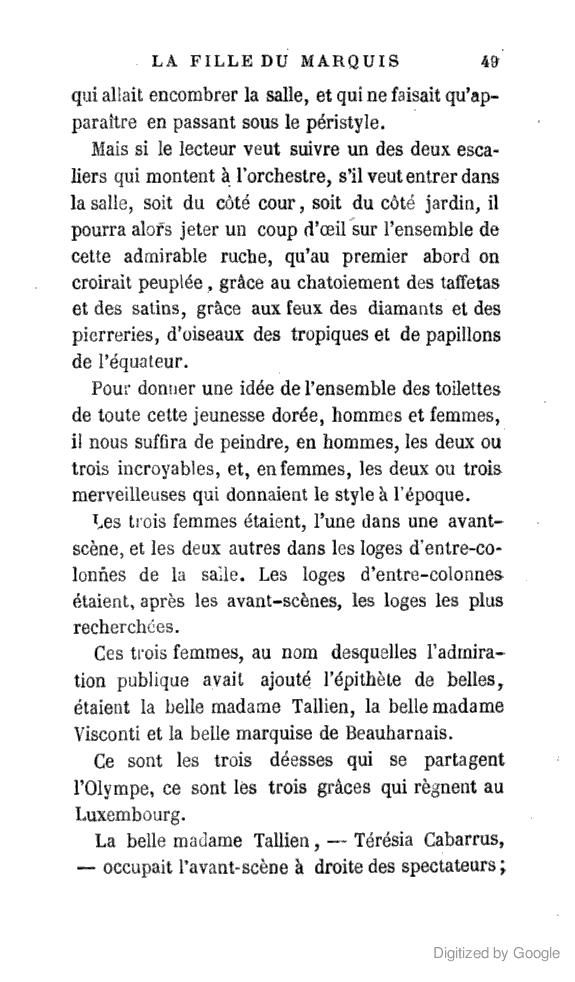 LA FILLE DU MARQUIS 49
qui allait encombrer la salle, et qui ne faisait qu'ap-
paraître en passant sous le péristyle.
Mais si le lecteur veut suivre un des deux esca-
liers qui montent à l'orchestre, s'il veut entrer dans
la salle, soit du côté cour, soit du côté jardin, il
pourra alors jeter un coup d'œil sur l'ensemble de
cette admirable ruche, qu'au premier abord on
croirait peuplée, grâce au chatoiement des taffetas
et des satins, grâce aux feux des diamants et des
pierreries, d'oiseaux des tropiques et de papillons
de l'équateur.
Pour donner une idée de l'ensemble des toilettes
de toute cette jeunesse dorée, hommes et femmes,
il nous suffira de peindre, en hommes, les deux ou
trois incroyables, et, en femmes, les deux ou trois
merveilleuses qui donnaient le style à l'époque.
Les trois femmes étaient, l'une dans une avant-
scène, et les deux autres dans les loges d'entre-co-
lonnes de la salle. Les loges d'entre-colonnes
étaient, après les avant-scènes, les loges les plus
recherchées.
Ces trois femmes, au nom desquelles l'admira-
tion publique avait ajouté l'épithète de belles,
étaient la belle madame Tallien, la belle madame
Visconti et la belle marquise de Beauharnais.
Ce sont les trois déesses qui se partagent
l'Olympe, ce sont les trois grâces qui règnent au
Luxembourg.
La belle madame Tallien, — Térésia Cabarrus,
— occupait l'avant-scène à droite des spectateurs;
Digitized by Google